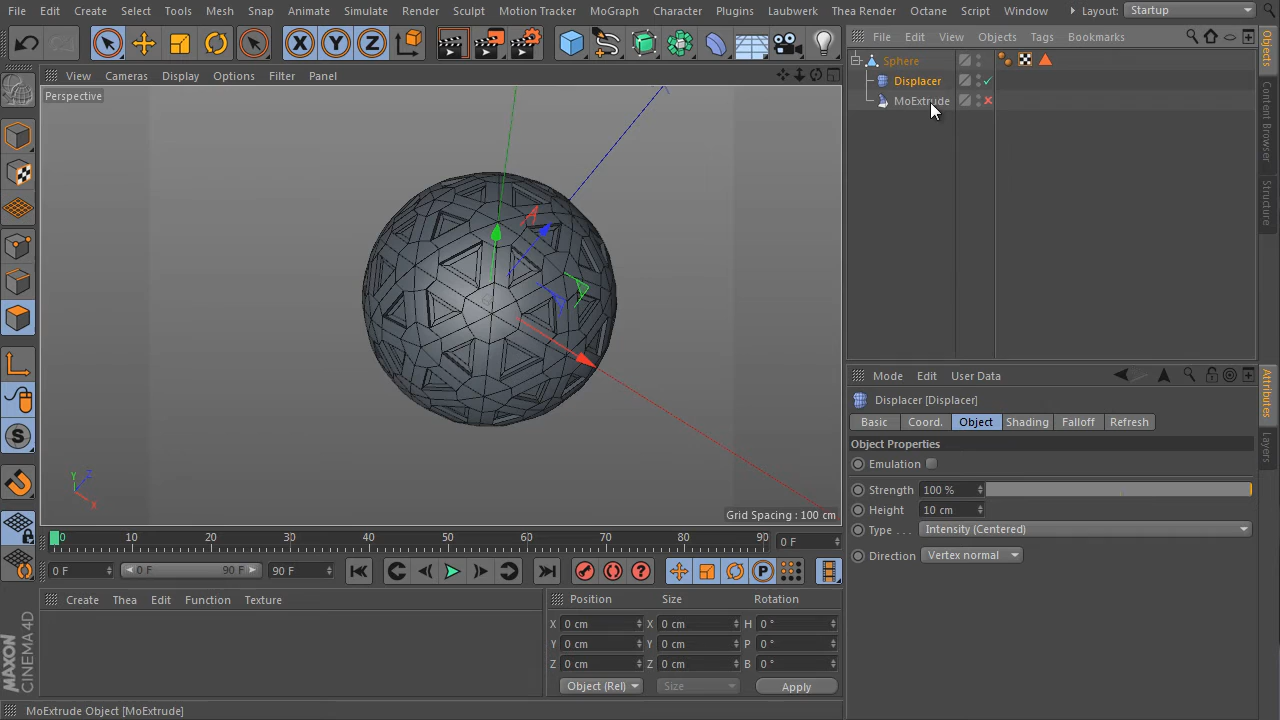 File Edit Create Select Tools Mesh Snap Animate Simulate Render Sculpt Motion Tracker MoGraph Character Plugins Laubwerk Thea Render Octane Script Window Layout: Startup
File Edit View Objects Tags Bookmarks
View Cameras Display Options Filter Panel
Perspective
Sphere
Displacer
MoExtrude
Objects
Content Browser
Structure
Grid Spacing : 100 cm
Mode Edit User Data
Displacer [Displacer]
Basic Coord. Object Shading Falloff Refresh
Object Properties
Emulation
Strength 100 %
Height 10 cm
Type . . . Intensity (Centered)
Direction Vertex normal
Attributes
Layers
Y Z X
0 10 20 30 40 50 60 70 80 90 0 F
0 F 0 F 90 F 90 F
Create Thea Edit Function Texture
Position Size Rotation
X 0 cm X 0 cm H 0 °
Y 0 cm Y 0 cm P 0 °
Z 0 cm Z 0 cm B 0 °
Object (Rel) Size Apply
MAXON CINEMA 4D
MoExtrude Object [MoExtrude]